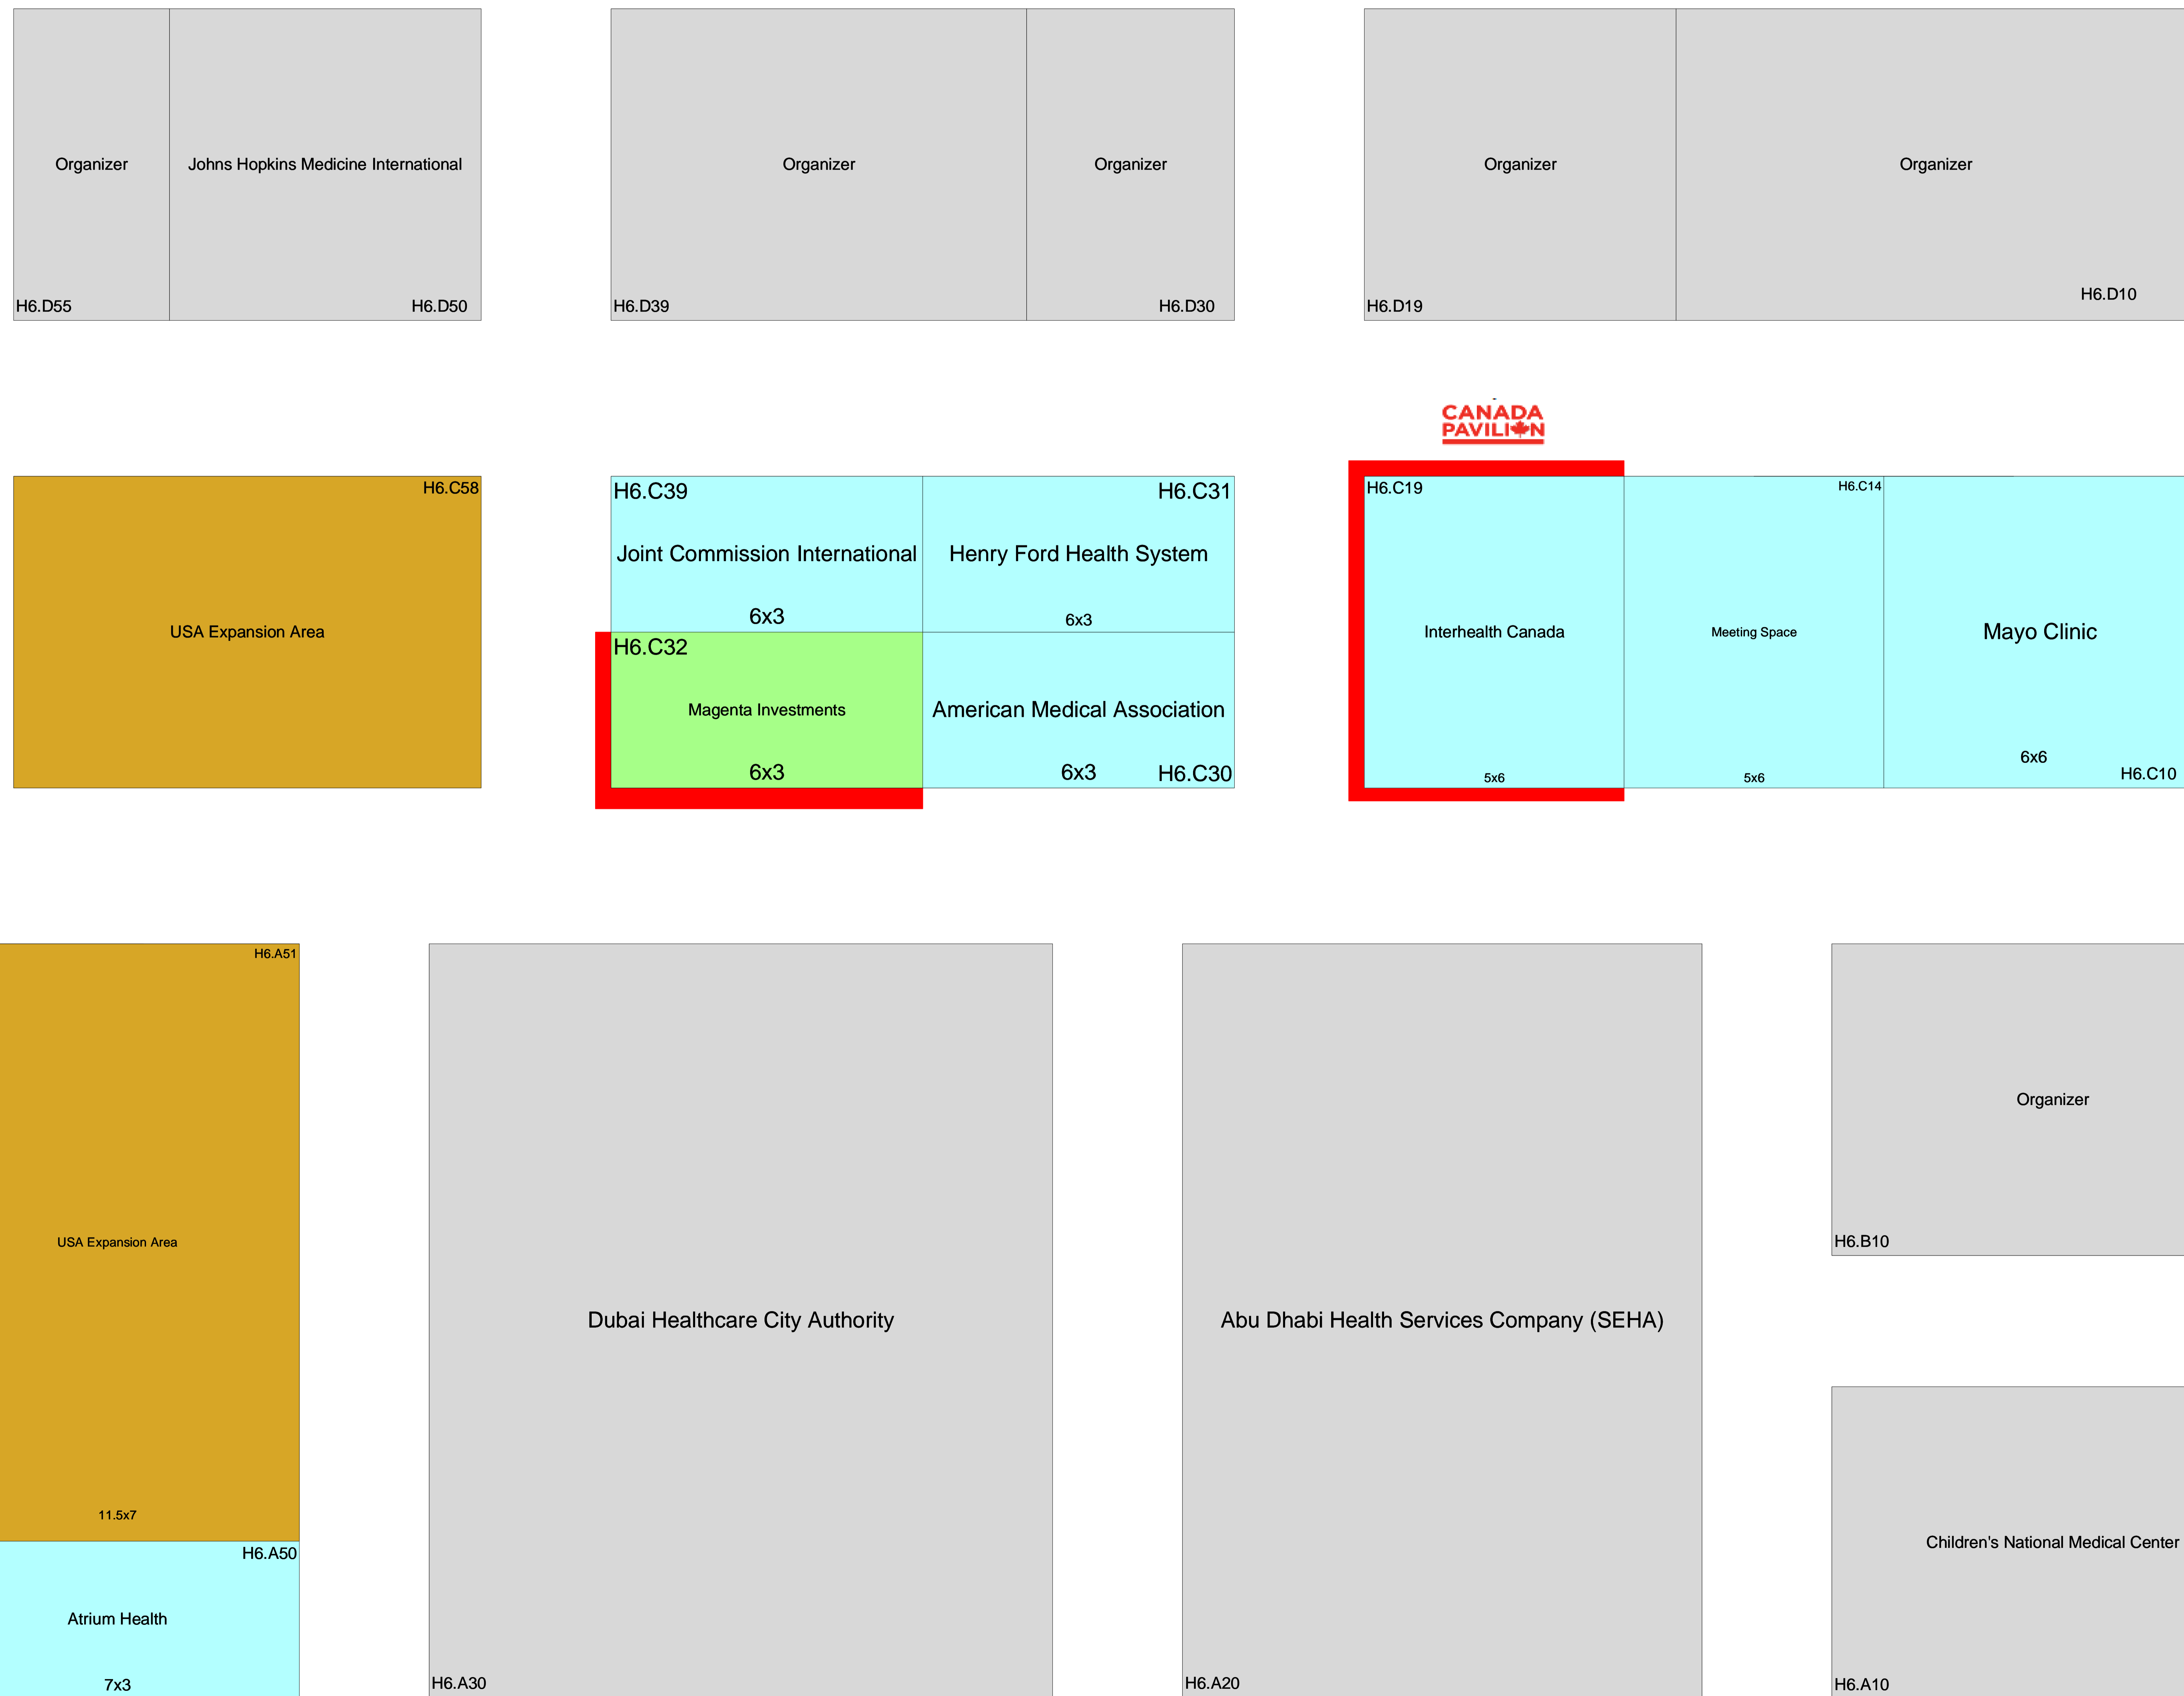 Organizer
Johns Hopkins Medicine International
H6.D55
H6.D50
Organizer
Organizer
H6.D39
H6.D30
Organizer
Organizer
H6.D19
H6.D10
CANADA
PAVILION
H6.C58
USA Expansion Area
H6.C39
Joint Commission International
6x3
H6.C31
Henry Ford Health System
6x3
H6.C32
Magenta Investments
6x3
American Medical Association
6x3
H6.C30
H6.C19
Interhealth Canada
5x6
H6.C14
Meeting Space
5x6
Mayo Clinic
6x6
H6.C10
H6.A51
USA Expansion Area
11.5x7
H6.A50
Atrium Health
7x3
Dubai Healthcare City Authority
H6.A30
Abu Dhabi Health Services Company (SEHA)
H6.A20
Organizer
H6.B10
Children's National Medical Center
H6.A10